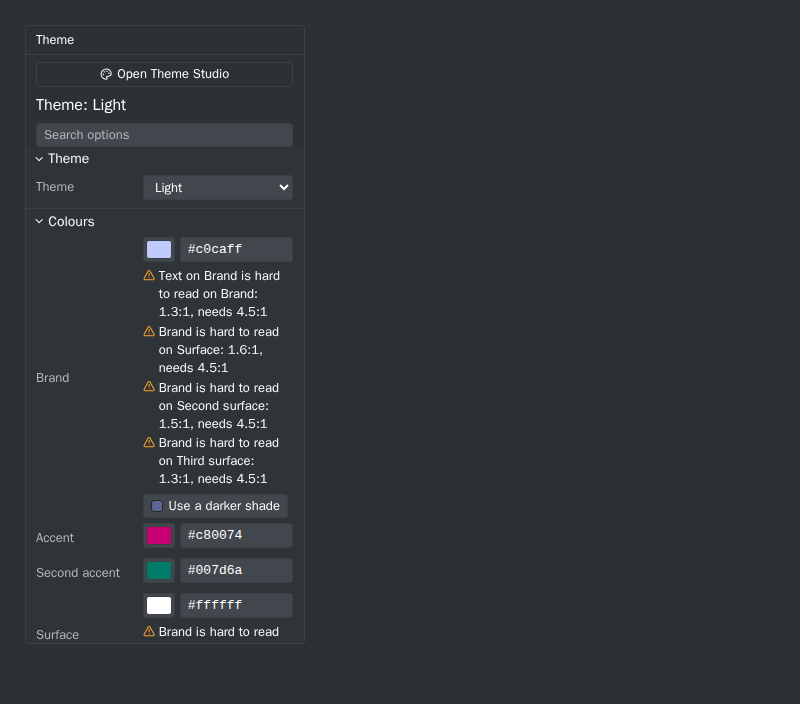 Theme
Open Theme Studio
Theme: Light
Search options
Theme
Theme
Light
Colours
Brand
#c0caff
Text on Brand is hard
to read on Brand:
1.3:1, needs 4.5:1
Brand is hard to read
on Surface: 1.6:1,
needs 4.5:1
Brand is hard to read
on Second surface:
1.5:1, needs 4.5:1
Brand is hard to read
on Third surface:
1.3:1, needs 4.5:1
Use a darker shade
Accent
#c80074
Second accent
#007d6a
Surface
#ffffff
Brand is hard to read